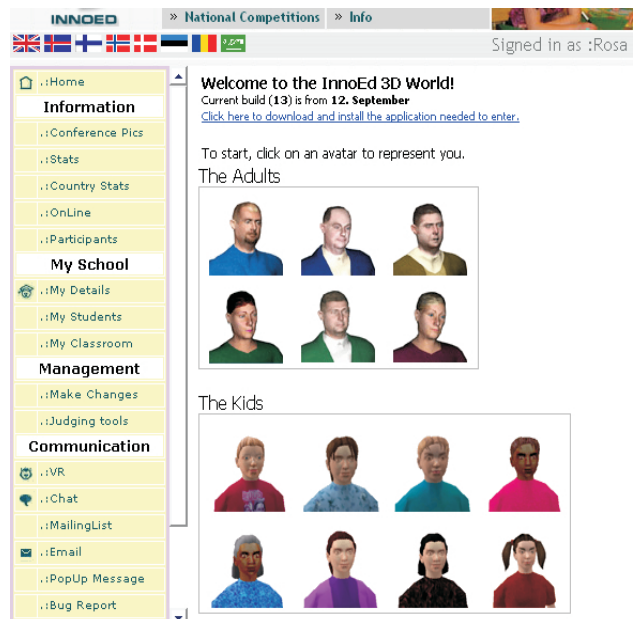 INNOED
» National Competitions » Info
Signed in as :Rosa
.:Home
Information
.:Conference Pics
.:Stats
.:Country Stats
.:OnLine
.:Participants
My School
.:My Details
.:My Students
.:My Classroom
Management
.:Make Changes
.:Judging tools
Communication
.:VR
.:Chat
.:MailingList
.:Email
.:PopUp Message
.:Bug Report
Welcome to the InnoEd 3D World!
Current build (13) is from 12. September
Click here to download and install the application needed to enter.
To start, click on an avatar to represent you.
The Adults
The Kids